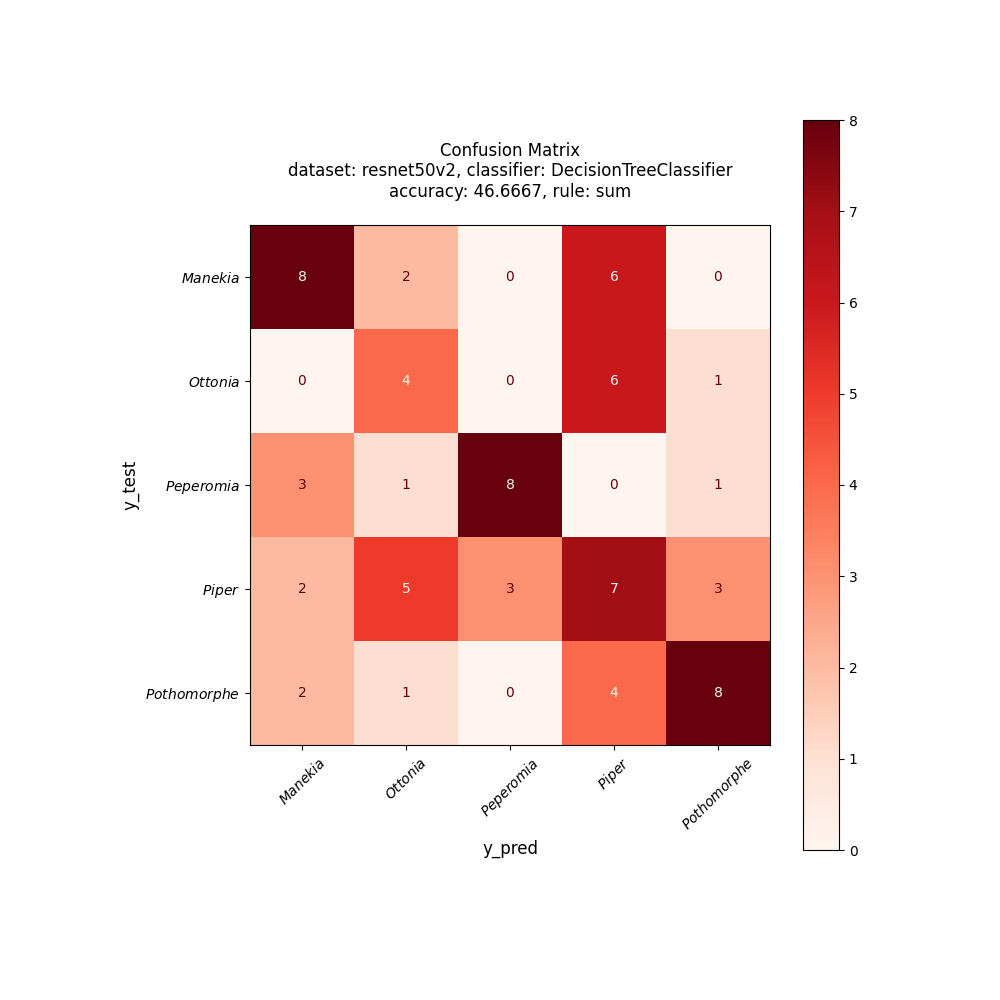 Confusion Matrix
dataset: resnet50v2, classifier: DecisionTreeClassifier
accuracy: 46.6667, rule: sum
y_test
Manekia 8 2 0 6 0
Ottonia 0 4 0 6 1
Peperomia 3 1 8 0 1
Piper 2 5 3 7 3
Pothomorphe 2 1 0 4 8
Manekia Ottonia Peperomia Piper Pothomorphe
y_pred
8
7
6
5
4
3
2
1
0